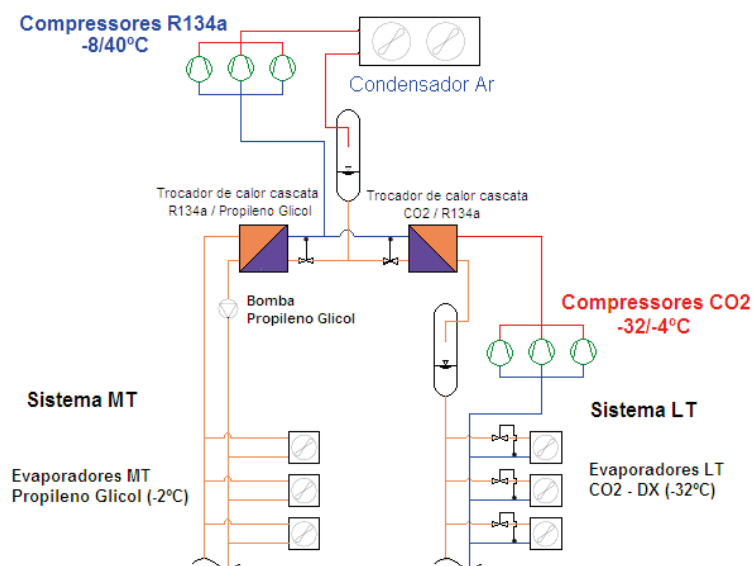 Compressores R134a
-8/40ºC
Condensador Ar
Trocador de calor cascata
R134a / Propileno Glicol
Trocador de calor cascata
CO2 / R134a
Bomba
Propileno Glicol
Compressores CO2
-32/-4ºC
Sistema MT
Sistema LT
Evaporadores MT
Propileno Glicol (-2ºC)
Evaporadores LT
CO2 - DX (-32ºC)